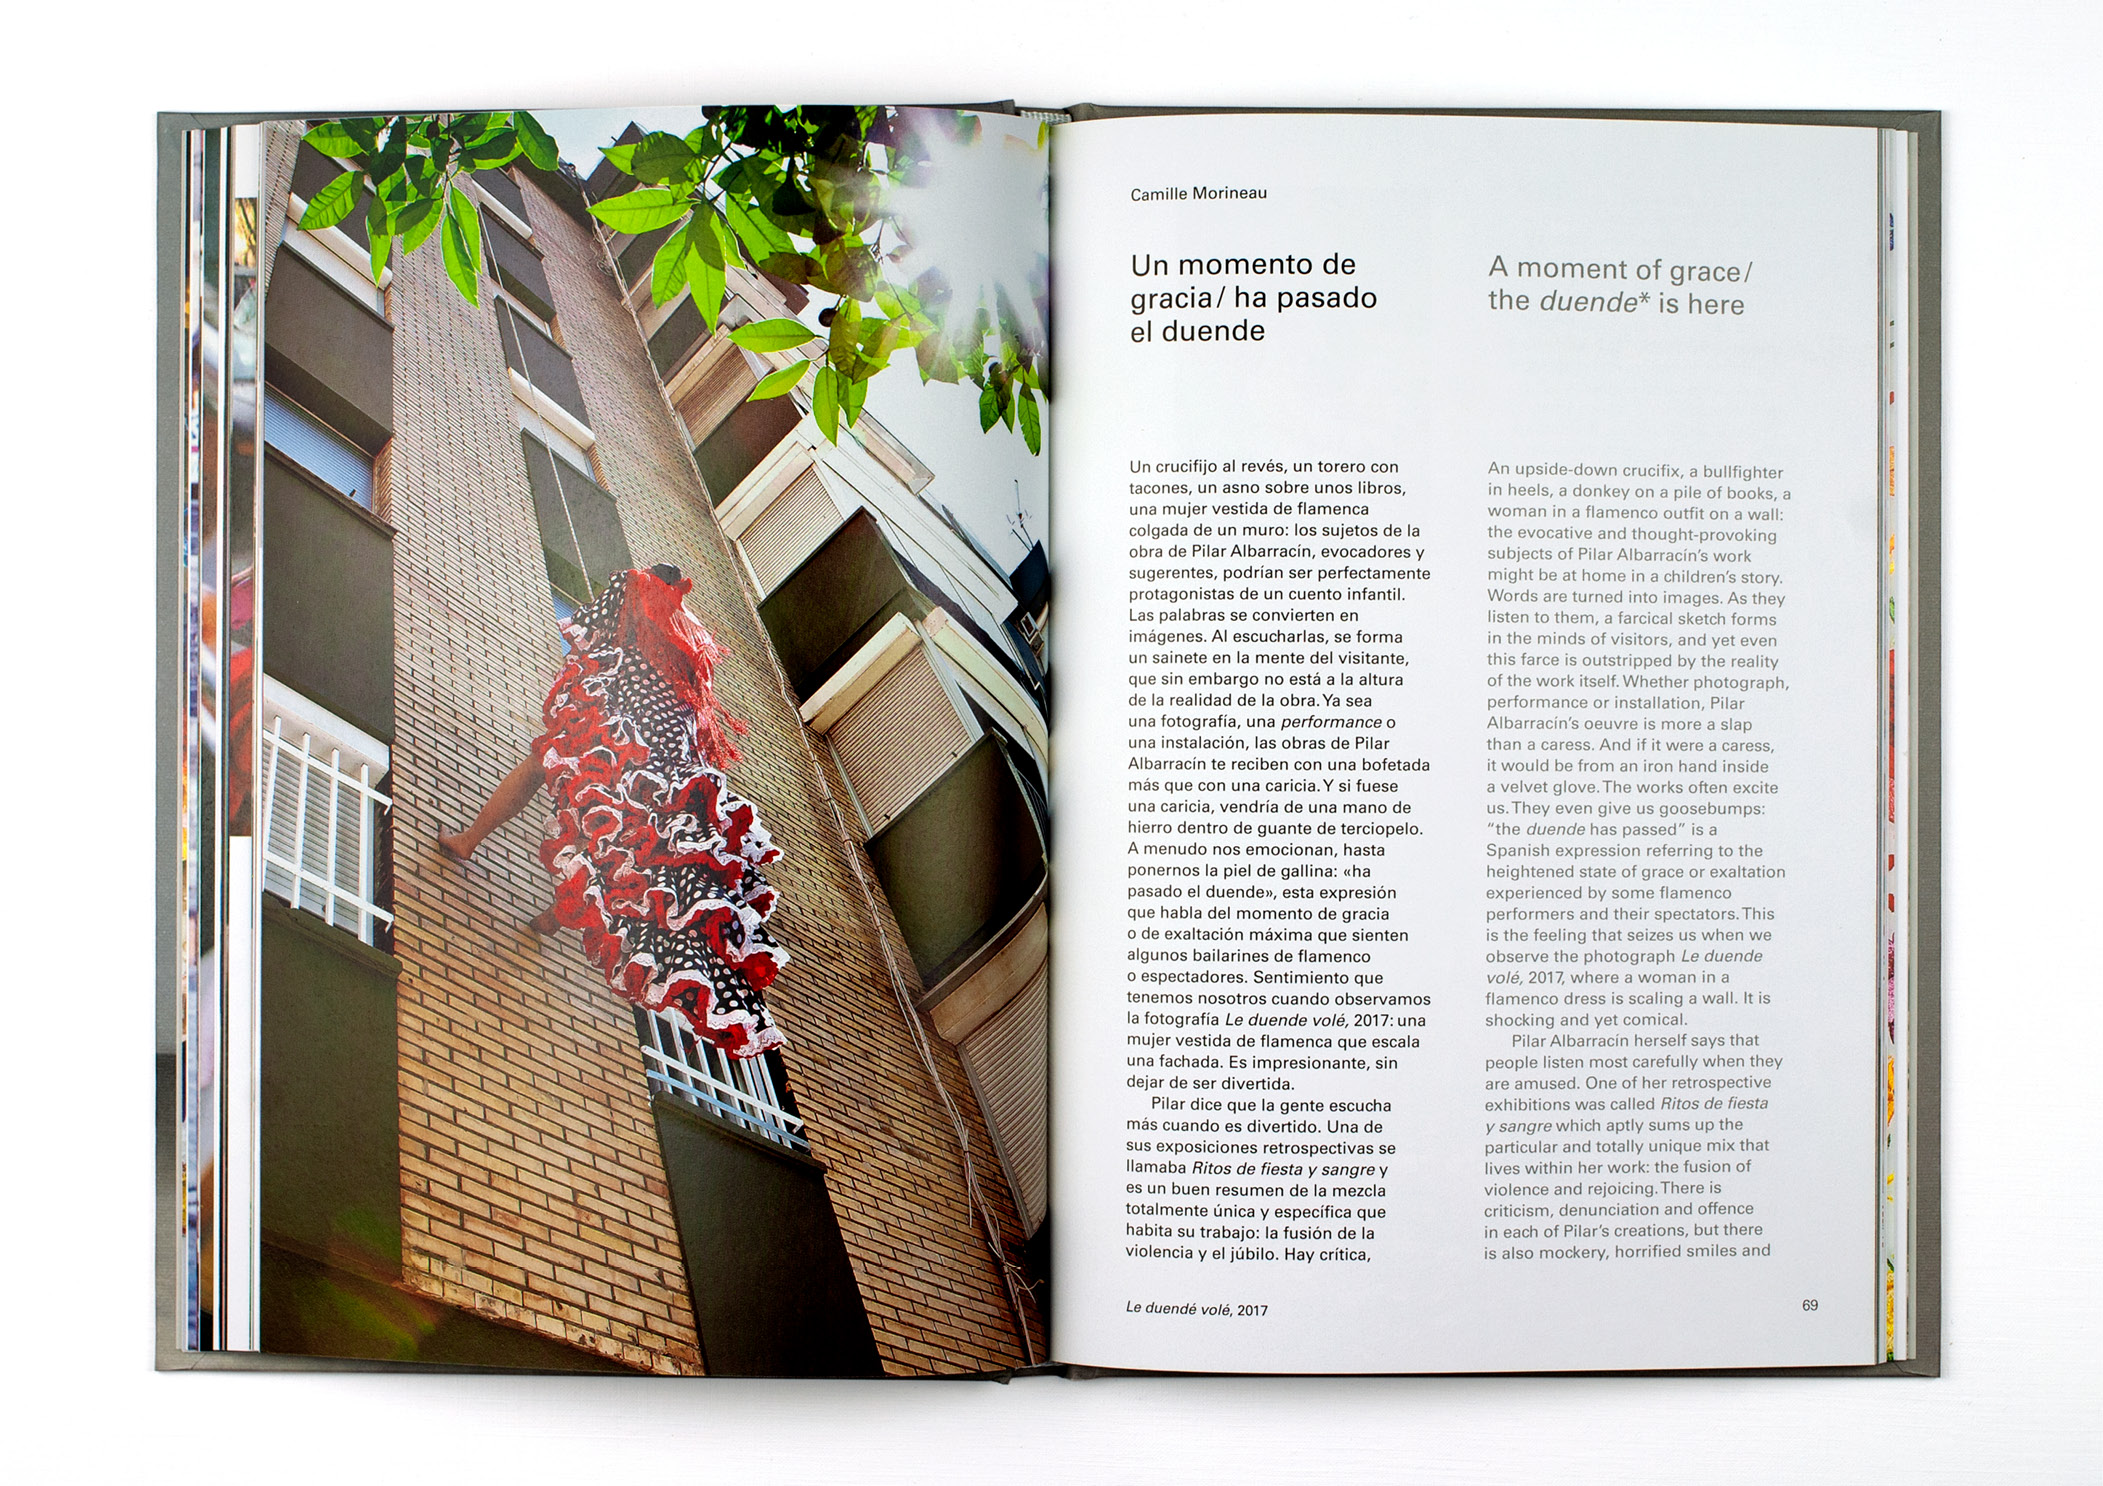 Camille Morineau
Un momento de
gracia/ ha pasado
el duende
A moment of grace/
the duende* is here
Un crucifijo al revés, un torero con
tacones, un asno sobre unos libros,
una mujer vestida de flamenca
colgada de un muro: los sujetos de la
obra de Pilar Albarracín, evocadores y
sugerentes, podrían ser perfectamente
protagonistas de un cuento infantil.
Las palabras se convierten en
imágenes. Al escucharlas, se forma
un sainete en la mente del visitante,
que sin embargo no está a la altura
de la realidad de la obra. Ya sea
una fotografía, una performance o
una instalación, las obras de Pilar
Albarracín te reciben con una bofetada
más que con una caricia. Y si fuese
una caricia, vendría de una mano de
hierro dentro de guante de terciopelo.
A menudo nos emocionan, hasta
ponernos la piel de gallina: «ha
pasado el duende», esta expresión
que habla del momento de gracia
o de exaltación máxima que sienten
algunos bailarines de flamenco
o espectadores. Sentimiento que
tenemos nosotros cuando observamos
la fotografía Le duende volé, 2017: una
mujer vestida de flamenca que escala
una fachada. Es impresionante, sin
dejar de ser divertida.
Pilar dice que la gente escucha
más cuando es divertido. Una de
sus exposiciones retrospectivas se
llamaba Ritos de fiesta y sangre y
es un buen resumen de la mezcla
totalmente única y específica que
habita su trabajo: la fusión de la
violencia y el júbilo. Hay crítica,
An upside-down crucifix, a bullfighter
in heels, a donkey on a pile of books, a
woman in a flamenco outfit on a wall:
the evocative and thought-provoking
subjects of Pilar Albarracín's work
might be at home in a children's story.
Words are turned into images. As they
listen to them, a farcical sketch forms
in the minds of visitors, and yet even
this farce is outstripped by the reality
of the work itself. Whether photograph,
performance or installation, Pilar
Albarracín's oeuvre is more a slap
than a caress. And if it were a caress,
it would be from an iron hand inside
a velvet glove. The works often excite
us. They even give us goosebumps:
“the duende has passed” is a
Spanish expression referring to the
heightened state of grace or exaltation
experienced by some flamenco
performers and their spectators. This
is the feeling that seizes us when we
observe the photograph Le duende
volé, 2017, where a woman in a
flamenco dress is scaling a wall. It is
shocking and yet comical.
Pilar Albarracín herself says that
people listen most carefully when they
are amused. One of her retrospective
exhibitions was called Ritos de fiesta
y sangre which aptly sums up the
particular and totally unique mix that
lives within her work: the fusion of
violence and rejoicing. There is
criticism, denunciation and offence
in each of Pilar's creations, but there
is also mockery, horrified smiles and
Le duendé volé, 2017
69